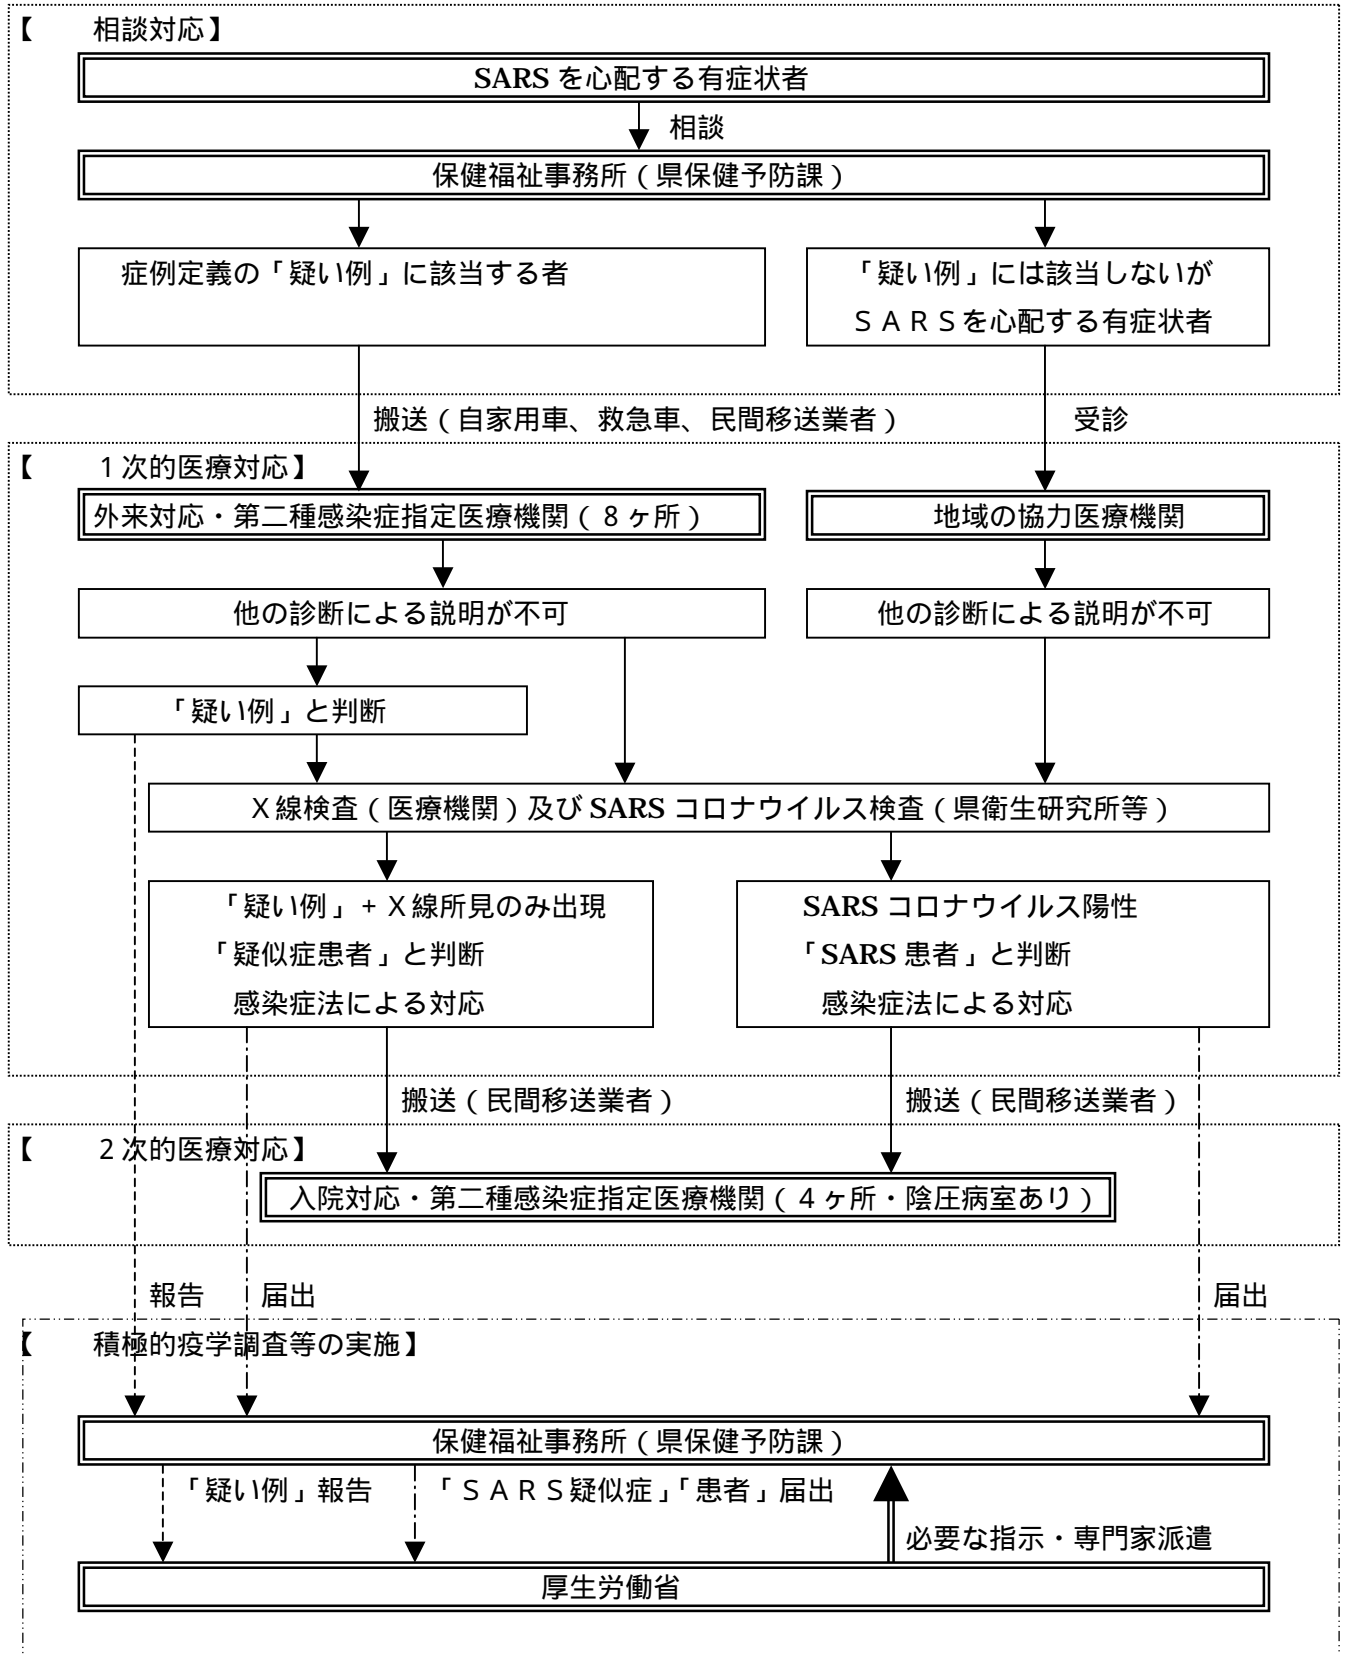 【　　相談対応】
SARS を心配する有症状者
相談
保健福祉事務所（県保健予防課）
症例定義の「疑い例」に該当する者
「疑い例」には該当しないが
ＳＡＲＳを心配する有症状者
搬送（自家用車、救急車、民間移送業者）
受診
【　　１次的医療対応】
外来対応・第二種感染症指定医療機関（８ヶ所）
地域の協力医療機関
他の診断による説明が不可
他の診断による説明が不可
「疑い例」と判断
Ｘ線検査（医療機関）及び SARS コロナウイルス検査（県衛生研究所等）
「疑い例」+Ｘ線所見のみ出現
「疑似症患者」と判断
感染症法による対応
SARS コロナウイルス陽性
「SARS 患者」と判断
感染症法による対応
搬送（民間移送業者）
搬送（民間移送業者）
【　　２次的医療対応】
入院対応・第二種感染症指定医療機関（４ヶ所・陰圧病室あり）
報告
届出
届出
【　　積極的疫学調査等の実施】
保健福祉事務所（県保健予防課）
「疑い例」報告
「ＳＡＲＳ疑似症」「患者」届出
必要な指示・専門家派遣
厚生労働省